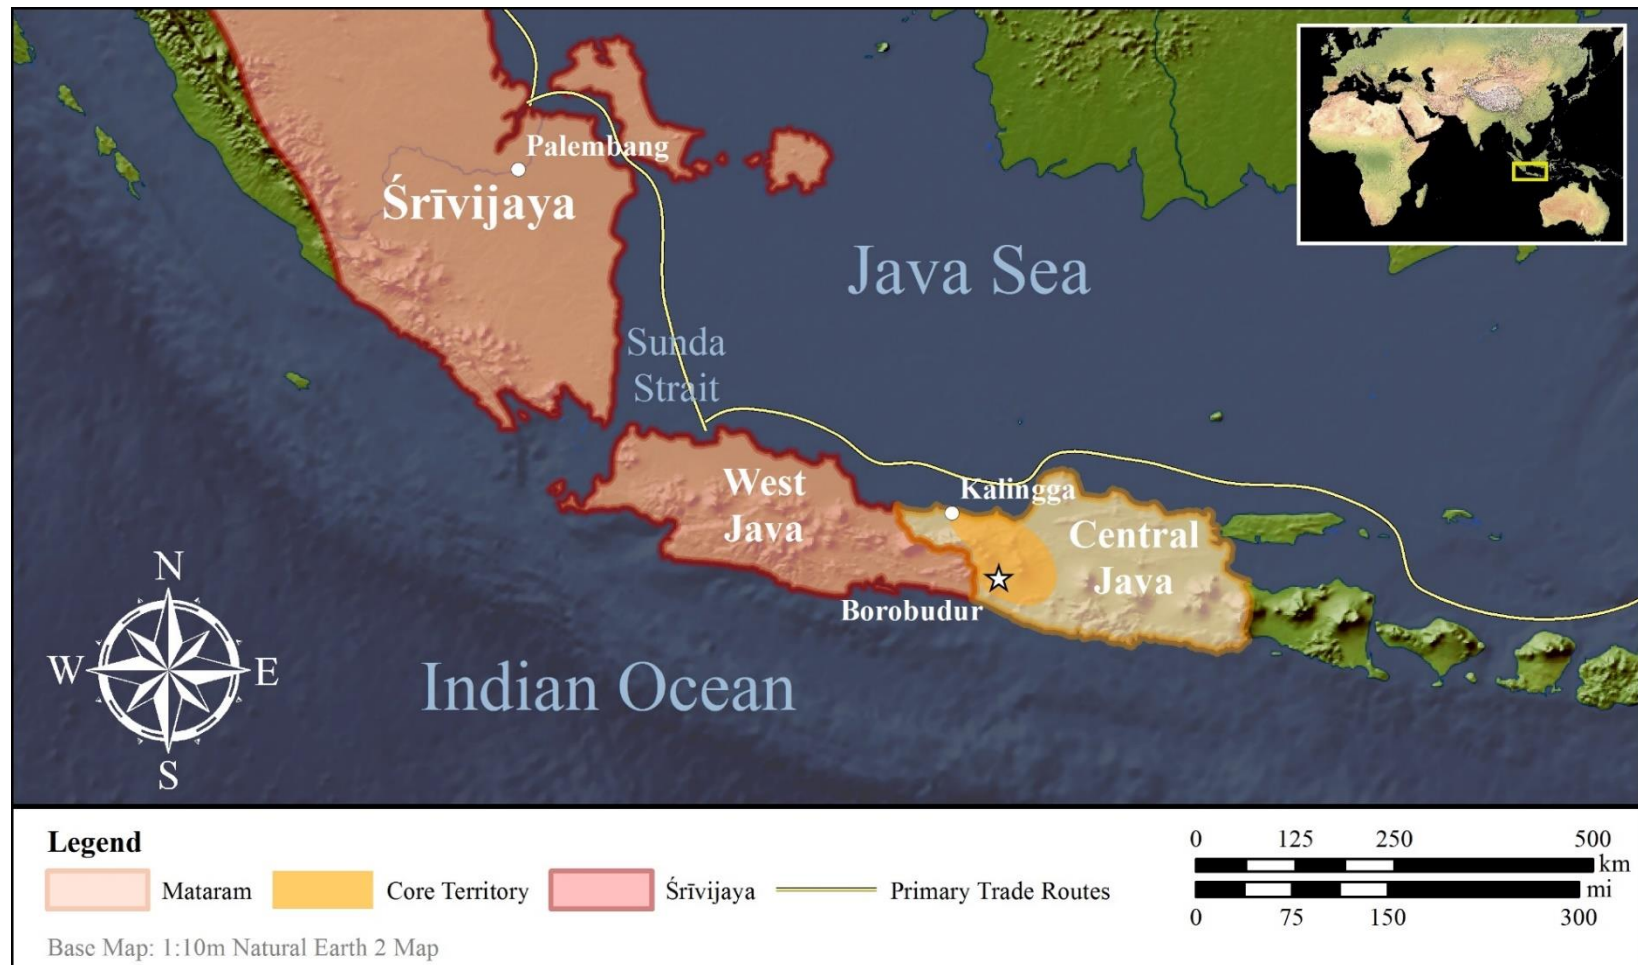 Palembang
Śrīvijaya
Java Sea
Sunda
Strait
West
Java
Kalingga
Central
Java
Borobudur
Indian Ocean
N
W
E
S
Legend
Mataram
Core Territory
Śrīvijaya
Primary Trade Routes
0 125 250 500
km
mi
0 75 150 300
Base Map: 1:10m Natural Earth 2 Map